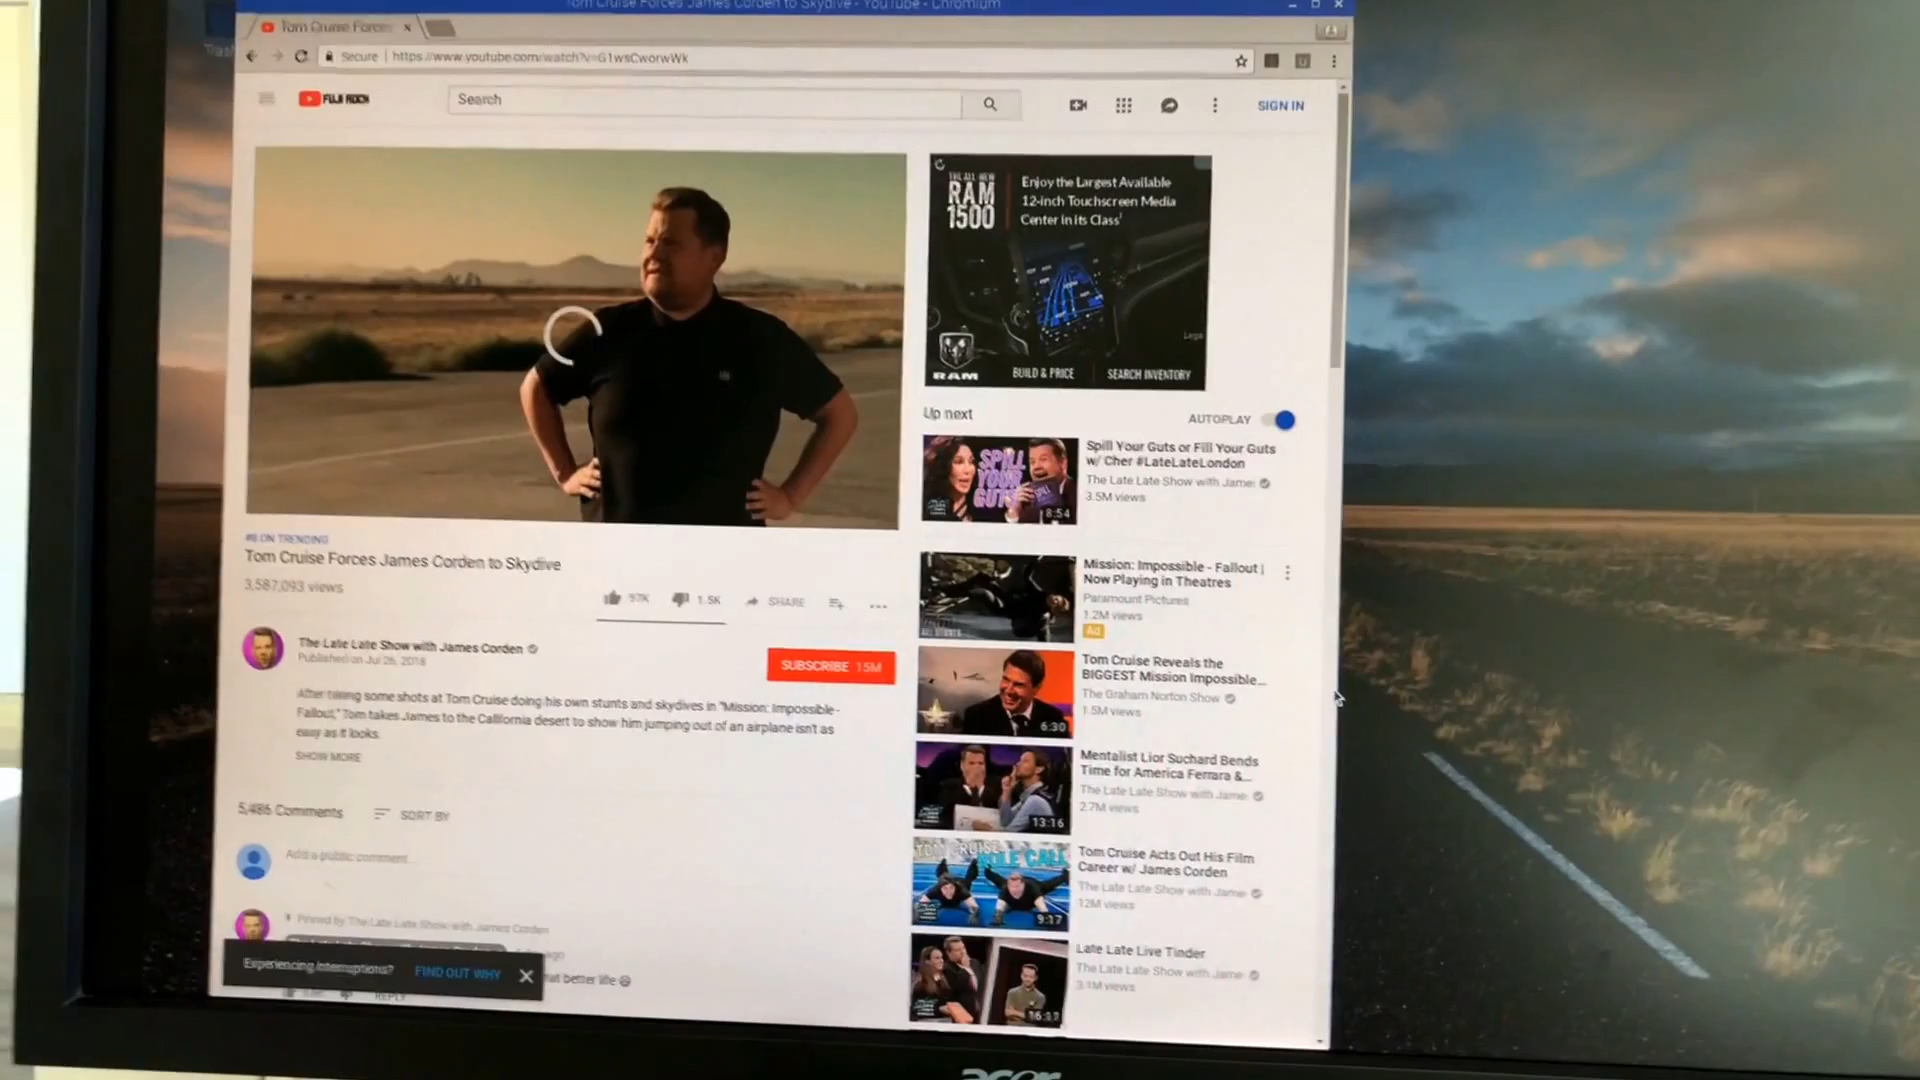 Tom Cruise Forces James Corden to Skydive - YouTube - Chromium
Tom Cruise Forces
Secure
https://www.youtube.com/watch?v=G1wsCworwWk
FUJI ROCK
Search
SIGN IN
THE ALL-NEW
RAM
1500
Enjoy the Largest Available
12-inch Touchscreen Media
Center in its Class¹
Lega
RAM
BUILD & PRICE
SEARCH INVENTORY
#8 ON TRENDING
Tom Cruise Forces James Corden to Skydive
3,587,093 views
97K
1.5K
SHARE
The Late Late Show with James Corden
Published on Jul 26, 2018
SUBSCRIBE 15M
After taking some shots at Tom Cruise doing his own stunts and skydives in "Mission: Impossible -
Fallout," Tom takes James to the California desert to show him jumping out of an airplane isn't as
easy as it looks.
SHOW MORE
5,486 Comments
SORT BY
Add a public comment...
Pinned by The Late Late Show with James Corden
ago
that better life
REPLY
Experiencing interruptions?
FIND OUT WHY
Up next
AUTOPLAY
SPILL
YOUR
GUTS
8:54
Spill Your Guts or Fill Your Guts
w/ Cher #LateLateLondon
The Late Late Show with Jame
3.5M views
Mission: Impossible - Fallout |
Now Playing in Theatres
Paramount Pictures
1.2M views
Ad
6:30
Tom Cruise Reveals the
BIGGEST Mission Impossible...
The Graham Norton Show
1.5M views
13:16
Mentalist Lior Suchard Bends
Time for America Ferrara &...
The Late Late Show with Jame
2.7M views
TOM CRUISE
ROLE CALL
9:17
Tom Cruise Acts Out His Film
Career w/ James Corden
The Late Late Show with Jame
12M views
16:17
Late Late Live Tinder
The Late Late Show with Jame
3.1M views
acer